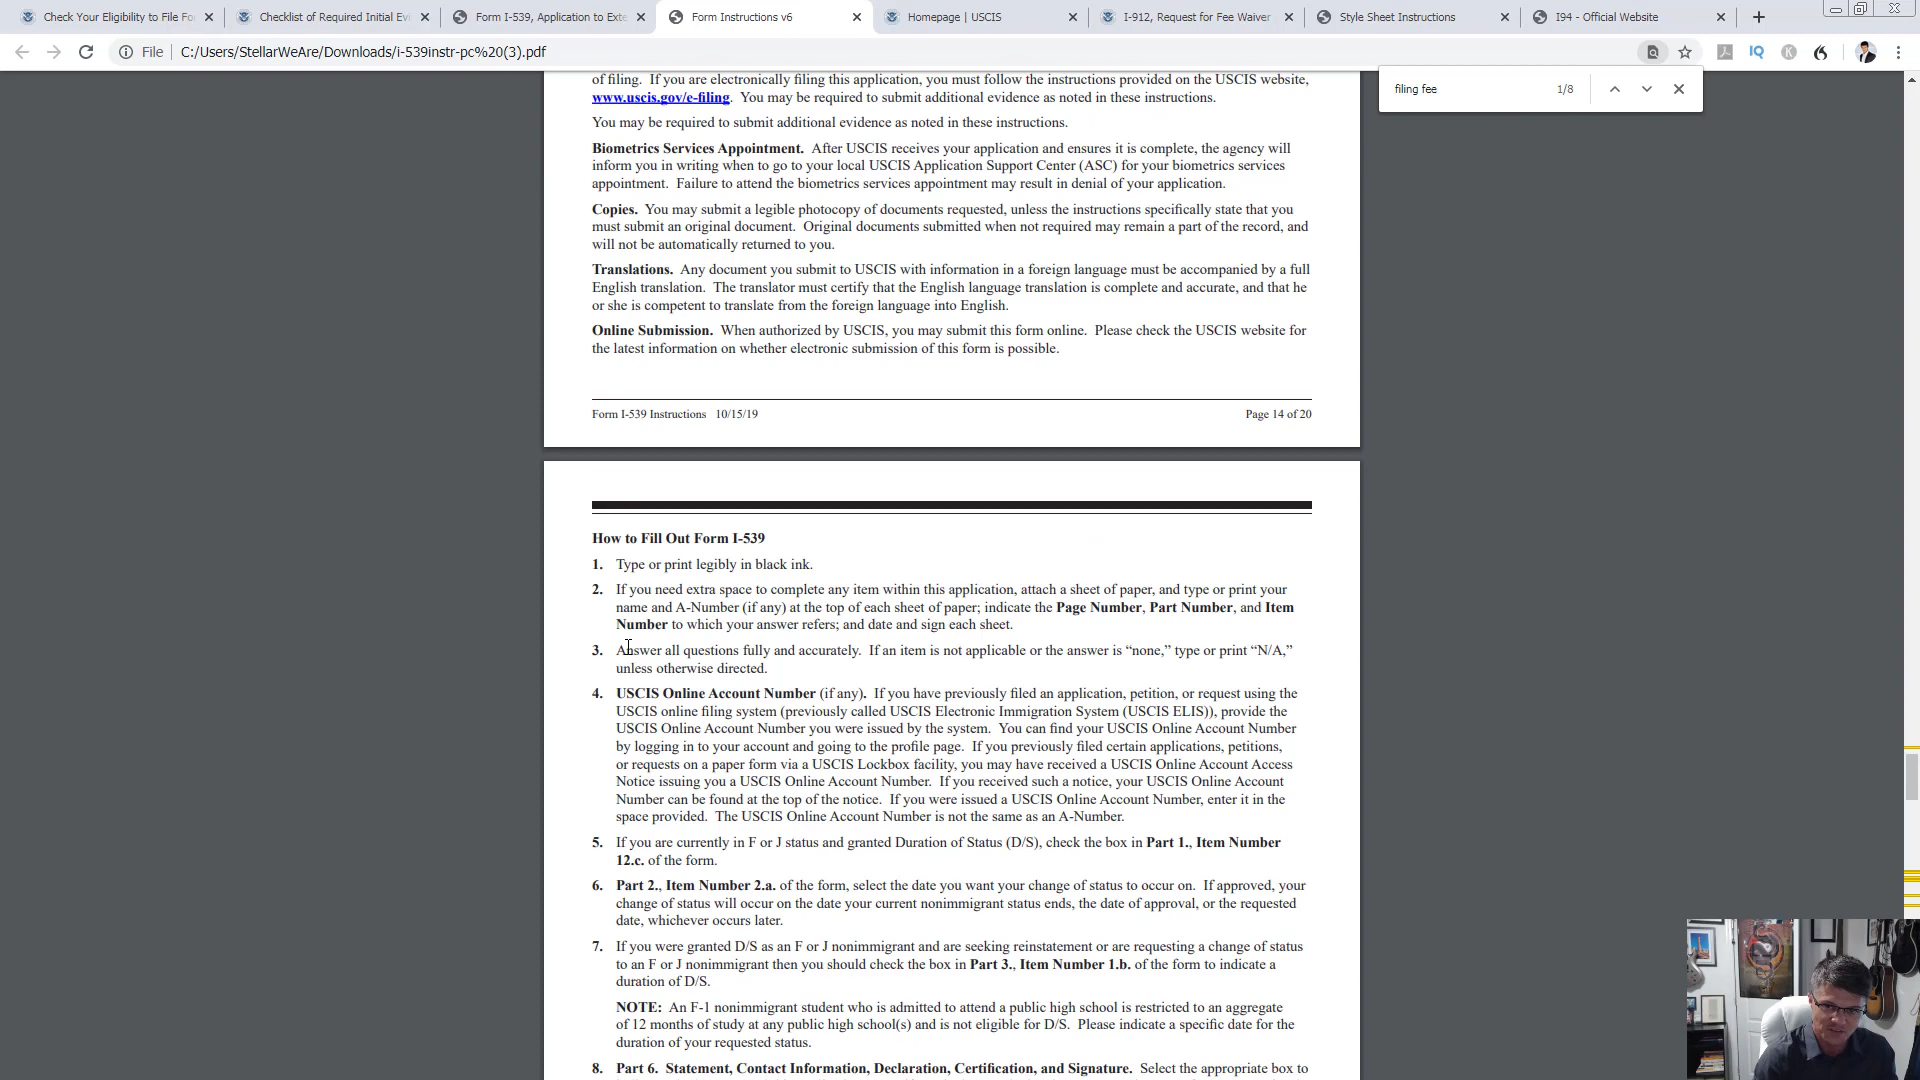 Check Your Eligibility to File Fo
Checklist of Required Initial Evi
Form I-539, Application to Exte
Form Instructions v6
Homepage | USCIS
I-912, Request for Fee Waiver
Style Sheet Instructions
I94 - Official Website
File
C:/Users/StellarWeAre/Downloads/i-539instr-pc%20(3).pdf
filing fee
1/8
of filing. If you are electronically filing this application, you must follow the instructions provided on the USCIS website,
www.uscis.gov/e-filing. You may be required to submit additional evidence as noted in these instructions.
You may be required to submit additional evidence as noted in these instructions.
Biometrics Services Appointment. After USCIS receives your application and ensures it is complete, the agency will
inform you in writing when to go to your local USCIS Application Support Center (ASC) for your biometrics services
appointment. Failure to attend the biometrics services appointment may result in denial of your application.
Copies. You may submit a legible photocopy of documents requested, unless the instructions specifically state that you
must submit an original document. Original documents submitted when not required may remain a part of the record, and
will not be automatically returned to you.
Translations. Any document you submit to USCIS with information in a foreign language must be accompanied by a full
English translation. The translator must certify that the English language translation is complete and accurate, and that he
or she is competent to translate from the foreign language into English.
Online Submission. When authorized by USCIS, you may submit this form online. Please check the USCIS website for
the latest information on whether electronic submission of this form is possible.
Form I-539 Instructions 10/15/19
Page 14 of 20
How to Fill Out Form I-539
1. Type or print legibly in black ink.
2. If you need extra space to complete any item within this application, attach a sheet of paper, and type or print your
name and A-Number (if any) at the top of each sheet of paper; indicate the Page Number, Part Number, and Item
Number to which your answer refers; and date and sign each sheet.
3. Answer all questions fully and accurately. If an item is not applicable or the answer is “none,” type or print “N/A,”
unless otherwise directed.
4. USCIS Online Account Number (if any). If you have previously filed an application, petition, or request using the
USCIS online filing system (previously called USCIS Electronic Immigration System (USCIS ELIS)), provide the
USCIS Online Account Number you were issued by the system. You can find your USCIS Online Account Number
by logging in to your account and going to the profile page. If you previously filed certain applications, petitions,
or requests on a paper form via a USCIS Lockbox facility, you may have received a USCIS Online Account Access
Notice issuing you a USCIS Online Account Number. If you received such a notice, your USCIS Online Account
Number can be found at the top of the notice. If you were issued a USCIS Online Account Number, enter it in the
space provided. The USCIS Online Account Number is not the same as an A-Number.
5. If you are currently in F or J status and granted Duration of Status (D/S), check the box in Part 1., Item Number
12.c. of the form.
6. Part 2., Item Number 2.a. of the form, select the date you want your change of status to occur on. If approved, your
change of status will occur on the date your current nonimmigrant status ends, the date of approval, or the requested
date, whichever occurs later.
7. If you were granted D/S as an F or J nonimmigrant and are seeking reinstatement or are requesting a change of status
to an F or J nonimmigrant then you should check the box in Part 3., Item Number 1.b. of the form to indicate a
duration of D/S.
NOTE: An F-1 nonimmigrant student who is admitted to attend a public high school is restricted to an aggregate
of 12 months of study at any public high school(s) and is not eligible for D/S. Please indicate a specific date for the
duration of your requested status.
8. Part 6. Statement, Contact Information, Declaration, Certification, and Signature. Select the appropriate box to